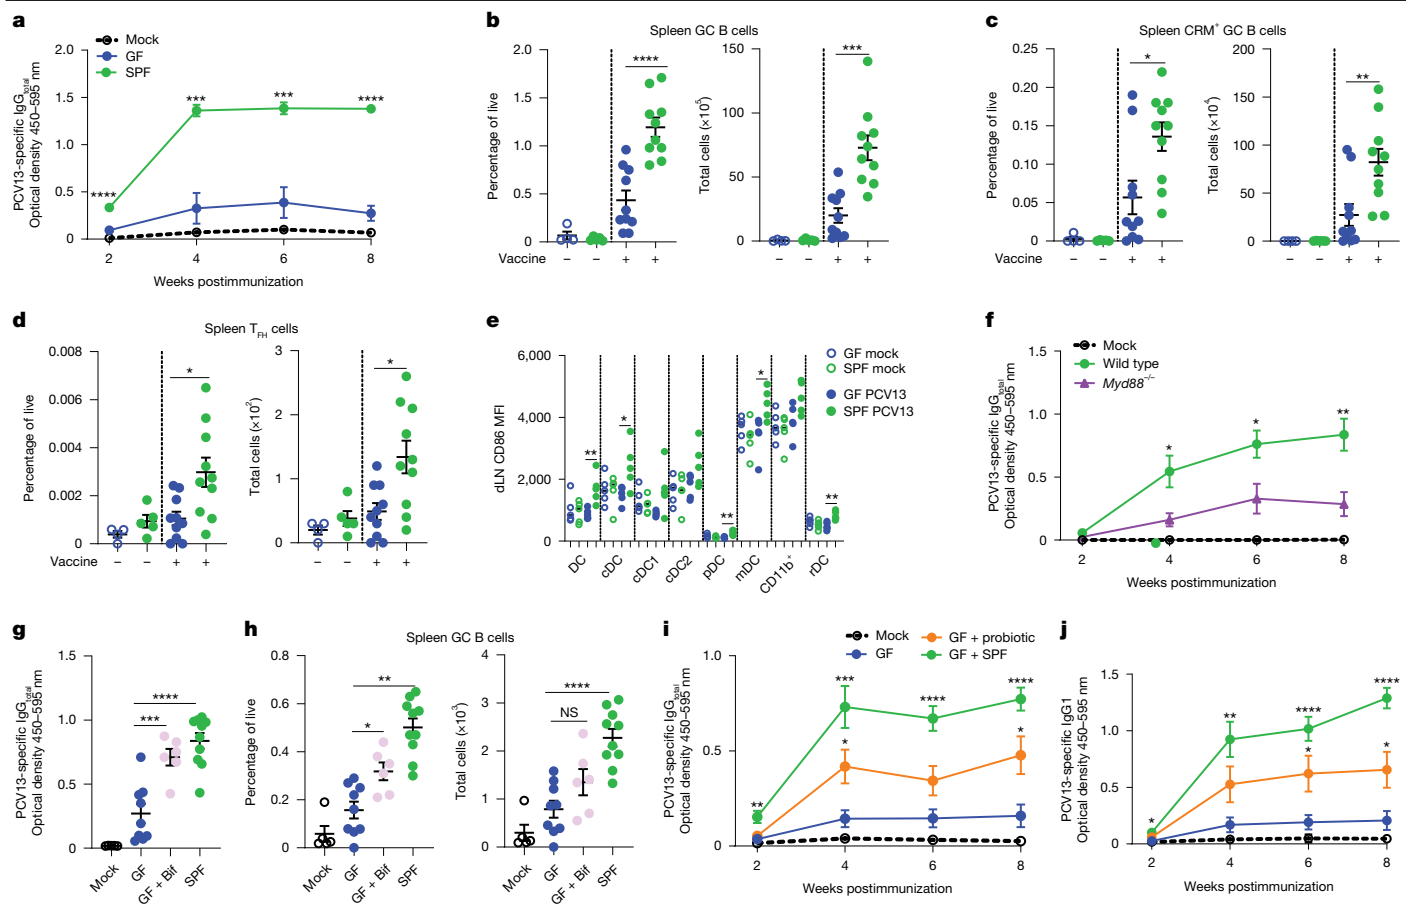 a
Mock
GF
SPF
PCV13-specific IgGtotal
Optical density 450–595 nm
2.0
1.5
1.0
0.5
0
****
***
***
****
2 4 6 8
Weeks postimmunization
b
Spleen GC B cells
Percentage of live
2.0
1.5
1.0
0.5
0
****
Total cells (×10⁵)
150
100
50
0
***
Vaccine – – + + – – + +
c
Spleen CRM⁺ GC B cells
Percentage of live
0.25
0.20
0.15
0.10
0.05
0
*
Total cells (×10⁴)
200
150
100
50
0
**
Vaccine – – + + – – + +
d
Spleen TFH cells
Percentage of live
0.008
0.006
0.004
0.002
0
*
Total cells (×10²)
3
2
1
0
*
Vaccine – – + + – – + +
e
dLN CD86 MFI
6,000
4,000
2,000
0
** * ** * **
GF mock
SPF mock
GF PCV13
SPF PCV13
DC cDC cDC1 cDC2 pDC mDC CD11b⁺ rDC
f
Mock
Wild type
Myd88⁻/⁻
PCV13-specific IgGtotal
Optical density 450–595 nm
1.5
1.0
0.5
0
*
*
**
2 4 6 8
Weeks postimmunization
g
PCV13-specific IgGtotal
Optical density 450–595 nm
1.5
1.0
0.5
0
****
***
Mock GF GF + Bif SPF
h
Spleen GC B cells
Percentage of live
0.8
0.6
0.4
0.2
0
**
*
Mock GF GF + Bif SPF
Total cells (×10³)
4
3
2
1
0
****
NS
Mock GF GF + Bif SPF
i
Mock
GF
GF + probiotic
GF + SPF
PCV13-specific IgGtotal
Optical density 450–595 nm
1.0
0.5
0
**
***
****
****
*
*
2 4 6 8
Weeks postimmunization
j
PCV13-specific IgG1
Optical density 450–595 nm
1.5
1.0
0.5
0
*
**
****
****
*
*
2 4 6 8
Weeks postimmunization